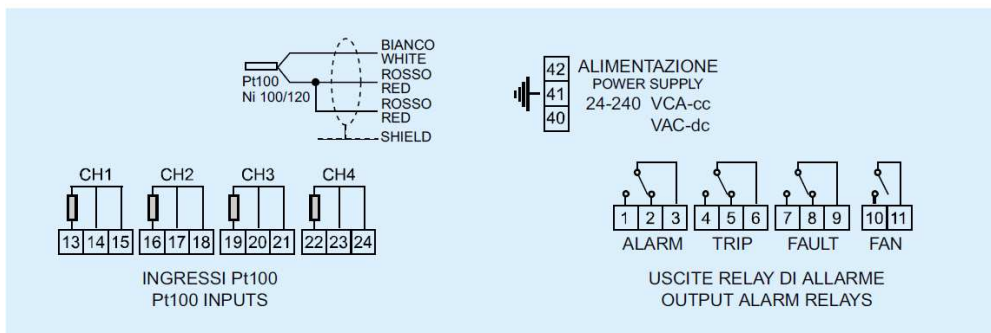 BIANCO
WHITE
ROSSO
RED
ROSSO
RED
SHIELD
Pt100
Ni 100/120
42 ALIMENTAZIONE
POWER SUPPLY
41
24-240 VCA-cc
40
VAC-dc
CH1 CH2 CH3 CH4
13 14 15 16 17 18 19 20 21 22 23 24
INGRESSI Pt100
Pt100 INPUTS
1 2 3 4 5 6 7 8 9 10 11
ALARM TRIP FAULT FAN
USCITE RELAY DI ALLARME
OUTPUT ALARM RELAYS